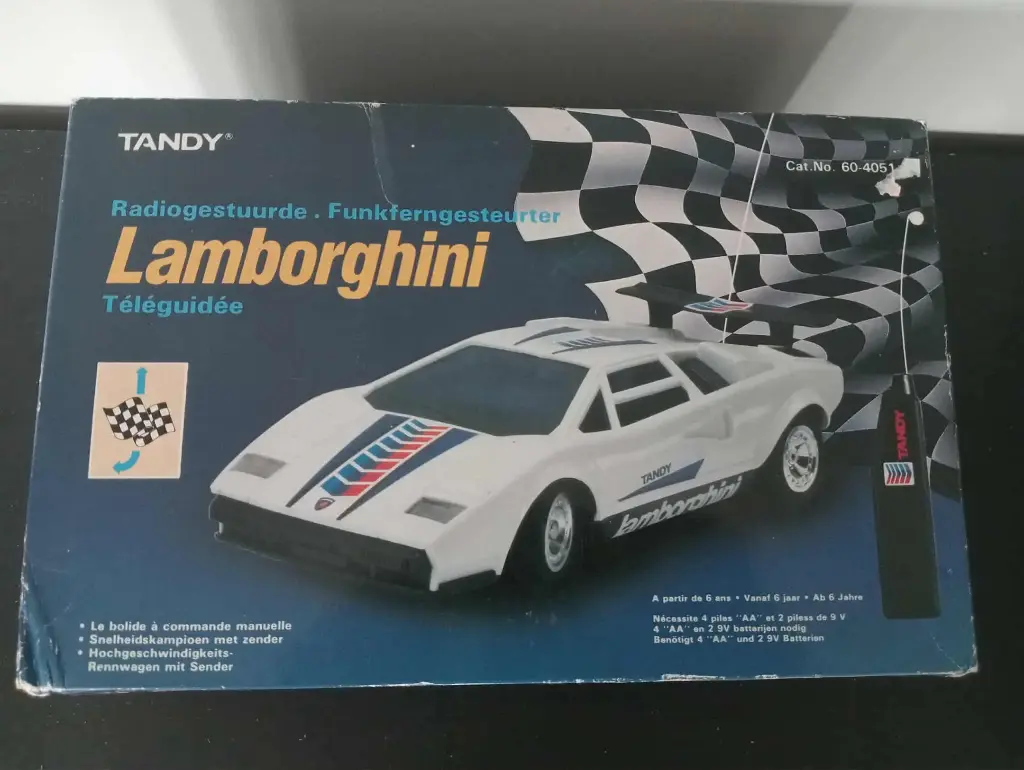 TANDY®
Cat.No. 60-4051
Radiogestuurde . Funkferngesteurter
Lamborghini
Téléguidée
TANDY
TANDY
lamborghini
A partir de 6 ans • Vanaf 6 jaar • Ab 6 Jahre
Nécessite 4 piles "AA" et 2 piless de 9 V
4 "AA" en 2 9V batterijen nodig
Benötigt 4 "AA" und 2 9V Batterien
• Le bolide à commande manuelle
• Snelheidskampioen met zender
• Hochgeschwindigkeits-
Rennwagen mit Sender